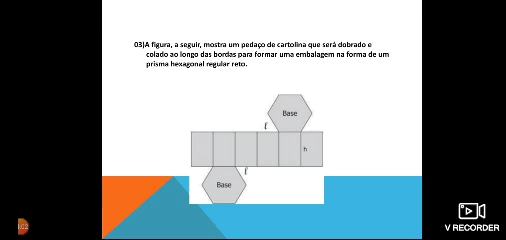 03)A figura, a seguir, mostra um pedaço de cartolina que será dobrado e
colado ao longo das bordas para formar uma embalagem na forma de um
prisma hexagonal regular reto.
Base
ℓ
h
ℓ
Base
V RECORDER